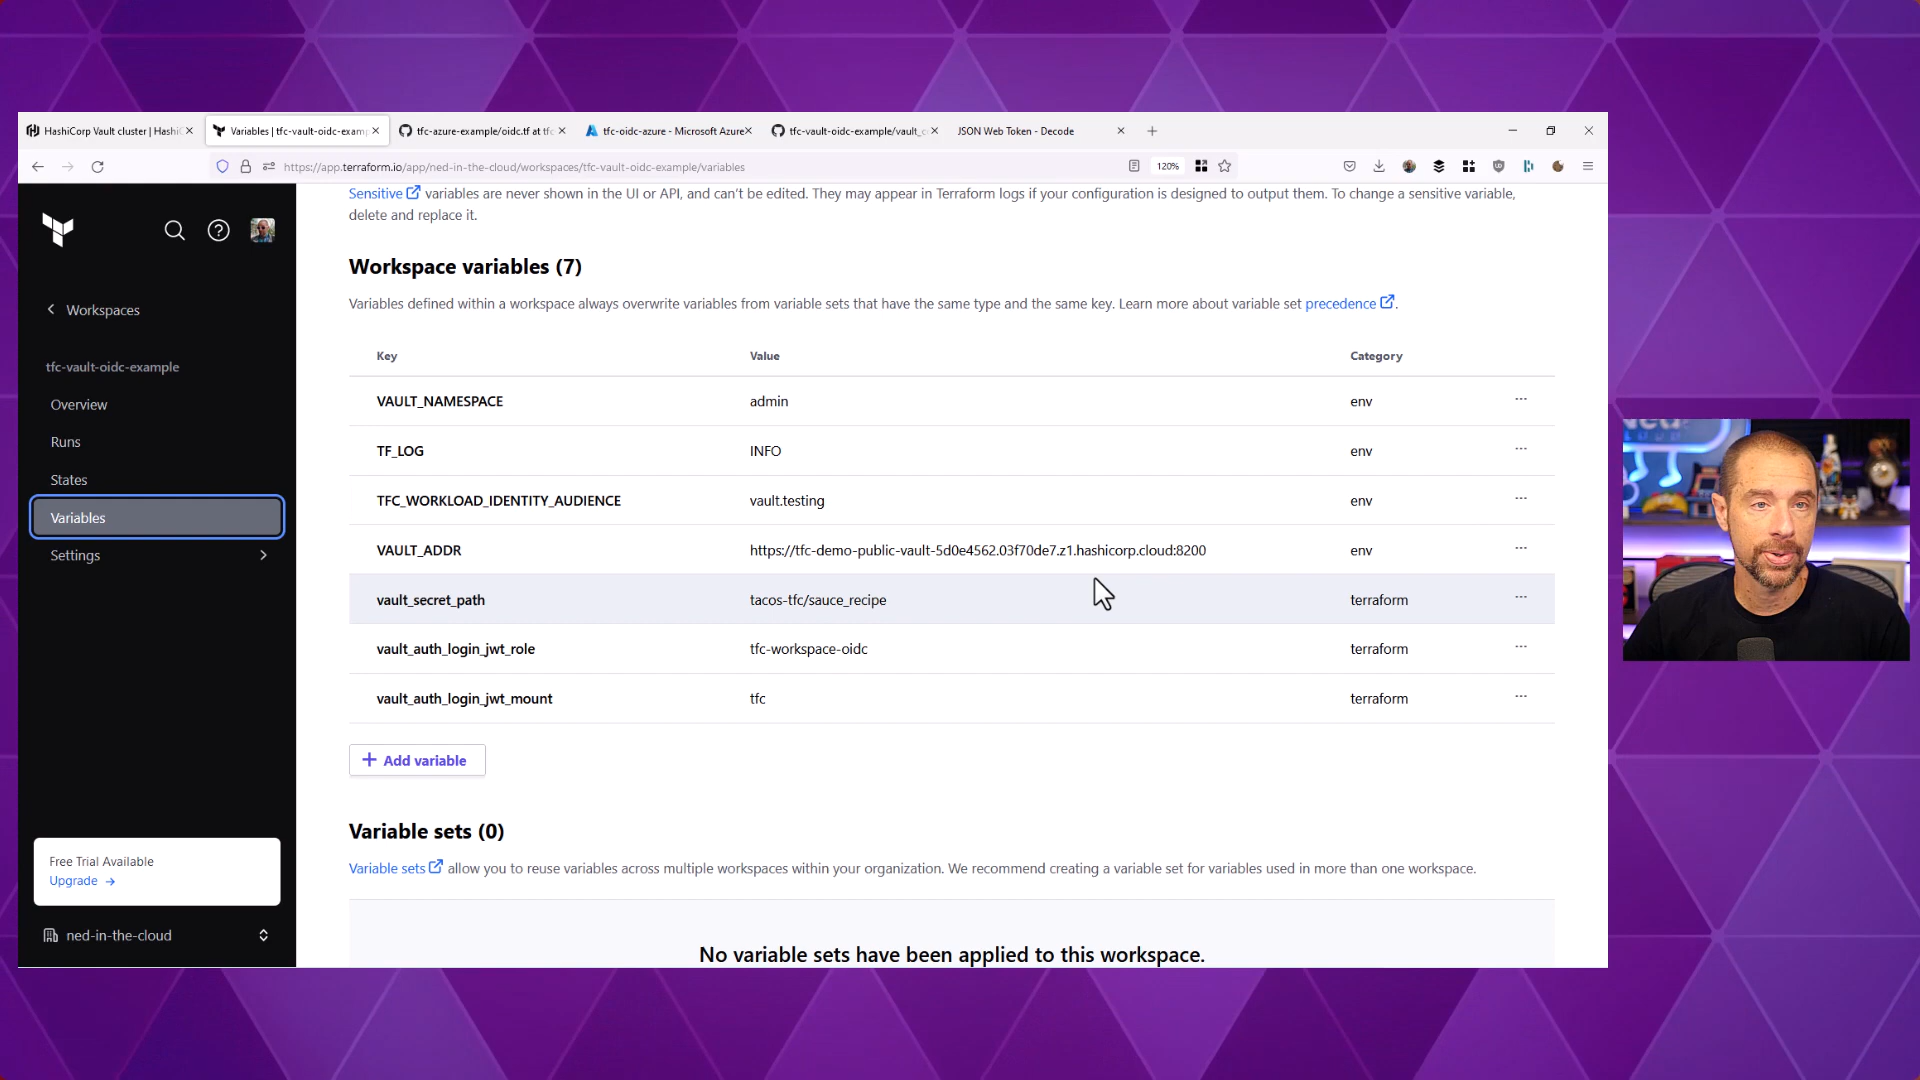 HashiCorp Vault cluster | Hashi
Variables | tfc-vault-oidc-examp
tfc-azure-example/oidc.tf at tfc
tfc-oidc-azure - Microsoft Azure
tfc-vault-oidc-example/vault_c
JSON Web Token - Decode
https://app.terraform.io/app/ned-in-the-cloud/workspaces/tfc-vault-oidc-example/variables
120%
Sensitive variables are never shown in the UI or API, and can't be edited. They may appear in Terraform logs if your configuration is designed to output them. To change a sensitive variable,
delete and replace it.
Workspaces
tfc-vault-oidc-example
Overview
Runs
States
Variables
Settings
Free Trial Available
Upgrade →
ned-in-the-cloud
Workspace variables (7)
Variables defined within a workspace always overwrite variables from variable sets that have the same type and the same key. Learn more about variable set precedence.
Key Value Category
VAULT_NAMESPACE admin env ...
TF_LOG INFO env ...
TFC_WORKLOAD_IDENTITY_AUDIENCE vault.testing env ...
VAULT_ADDR https://tfc-demo-public-vault-5d0e4562.03f70de7.z1.hashicorp.cloud:8200 env ...
vault_secret_path tacos-tfc/sauce_recipe terraform ...
vault_auth_login_jwt_role tfc-workspace-oidc terraform ...
vault_auth_login_jwt_mount tfc terraform ...
+ Add variable
Variable sets (0)
Variable sets allow you to reuse variables across multiple workspaces within your organization. We recommend creating a variable set for variables used in more than one workspace.
No variable sets have been applied to this workspace.